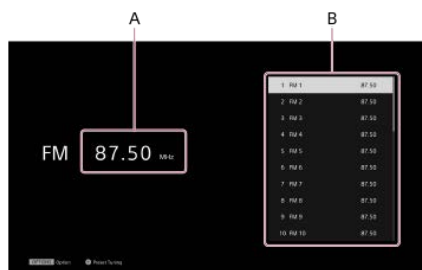 A
B
FM 87.50 MHz
1 FM 1 87.50
2 FM 2 87.50
3 FM 3 87.50
4 FM 4 87.50
5 FM 5 87.50
6 FM 6 87.50
7 FM 7 87.50
8 FM 8 87.50
9 FM 9 87.50
10 FM 10 87.50
OPTIONS Option Preset Tuning